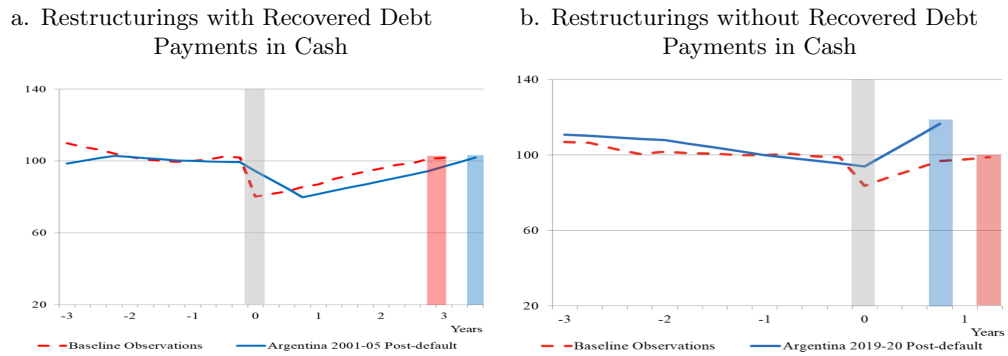 a. Restructurings with Recovered Debt
Payments in Cash
140
100
60
20
-3 -2 -1 0 1 2 3
Years
Baseline Observations Argentina 2001-05 Post-default
b. Restructurings without Recovered Debt
Payments in Cash
140
100
60
20
-3 -2 -1 0 1
Years
Baseline Observations Argentina 2019-20 Post-default